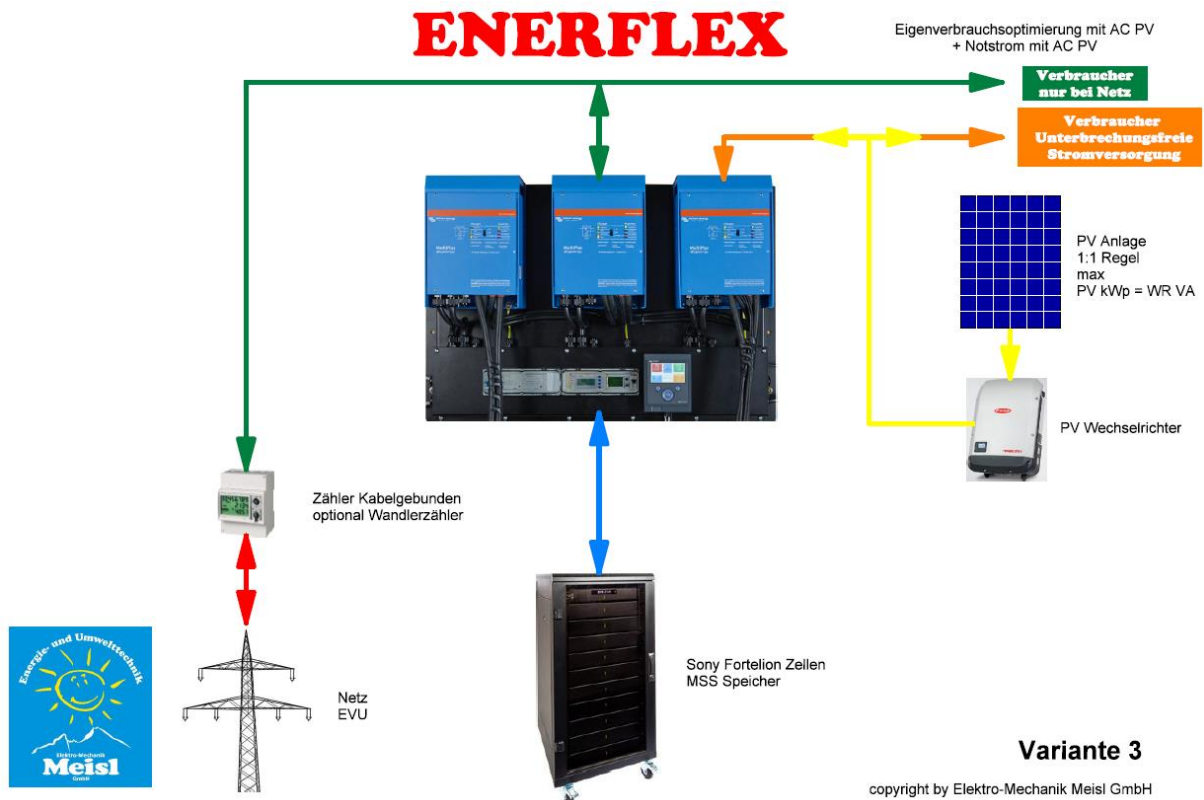 ENERFLEX
Eigenverbrauchsoptimierung mit AC PV
+ Notstrom mit AC PV
Verbraucher
nur bei Netz
Verbraucher
Unterbrechungsfreie
Stromversorgung
PV Anlage
1:1 Regel
max
PV kWp = WR VA
PV Wechselrichter
Zähler Kabelgebunden
optional Wandlerzähler
Sony Fortelion Zellen
MSS Speicher
Netz
EVU
Energie- und Umwelttechnik
Elektro-Mechanik
Meisl
GmbH
Variante 3
copyright by Elektro-Mechanik Meisl GmbH